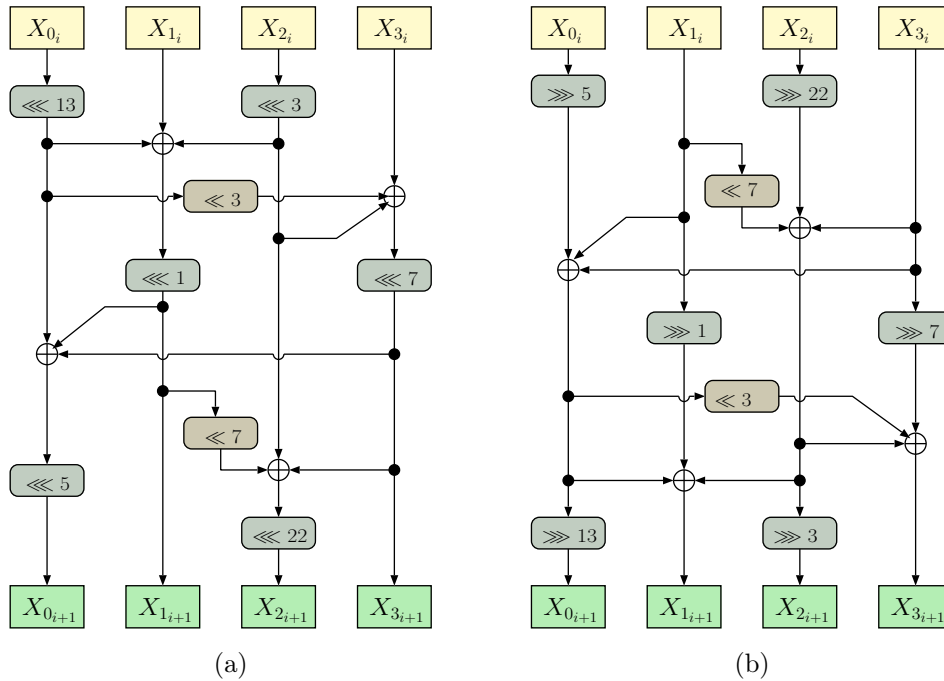 X₀ᵢ X₁ᵢ X₂ᵢ X₃ᵢ
⋘ 13 ⋘ 3
≪ 3
⋘ 1 ⋘ 7
≪ 7
⋘ 5
⋘ 22
X₀ᵢ₊₁ X₁ᵢ₊₁ X₂ᵢ₊₁ X₃ᵢ₊₁
(a)
X₀ᵢ X₁ᵢ X₂ᵢ X₃ᵢ
⋙ 5 ⋙ 22
≪ 7
⋙ 1 ⋙ 7
≪ 3
⋙ 13 ⋙ 3
X₀ᵢ₊₁ X₁ᵢ₊₁ X₂ᵢ₊₁ X₃ᵢ₊₁
(b)